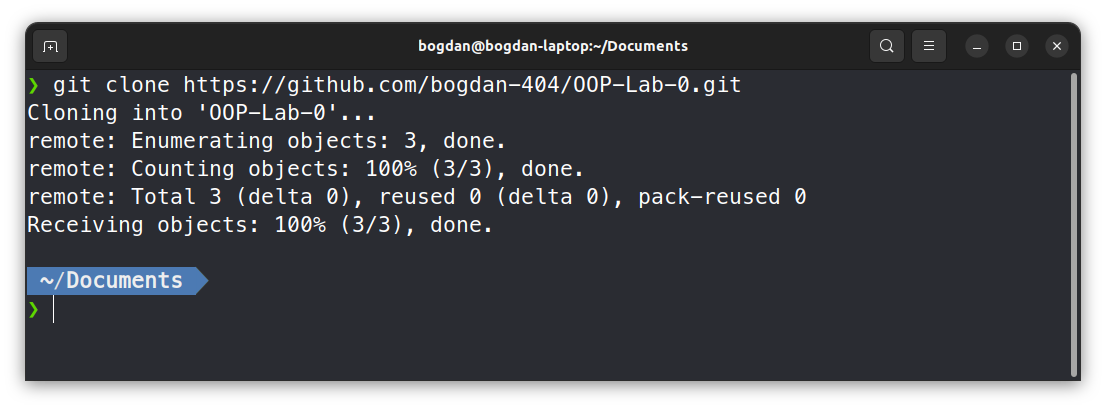 bogdan@bogdan-laptop:~/Documents
❯ git clone https://github.com/bogdan-404/OOP-Lab-0.git
Cloning into 'OOP-Lab-0'...
remote: Enumerating objects: 3, done.
remote: Counting objects: 100% (3/3), done.
remote: Total 3 (delta 0), reused 0 (delta 0), pack-reused 0
Receiving objects: 100% (3/3), done.
~/Documents
❯